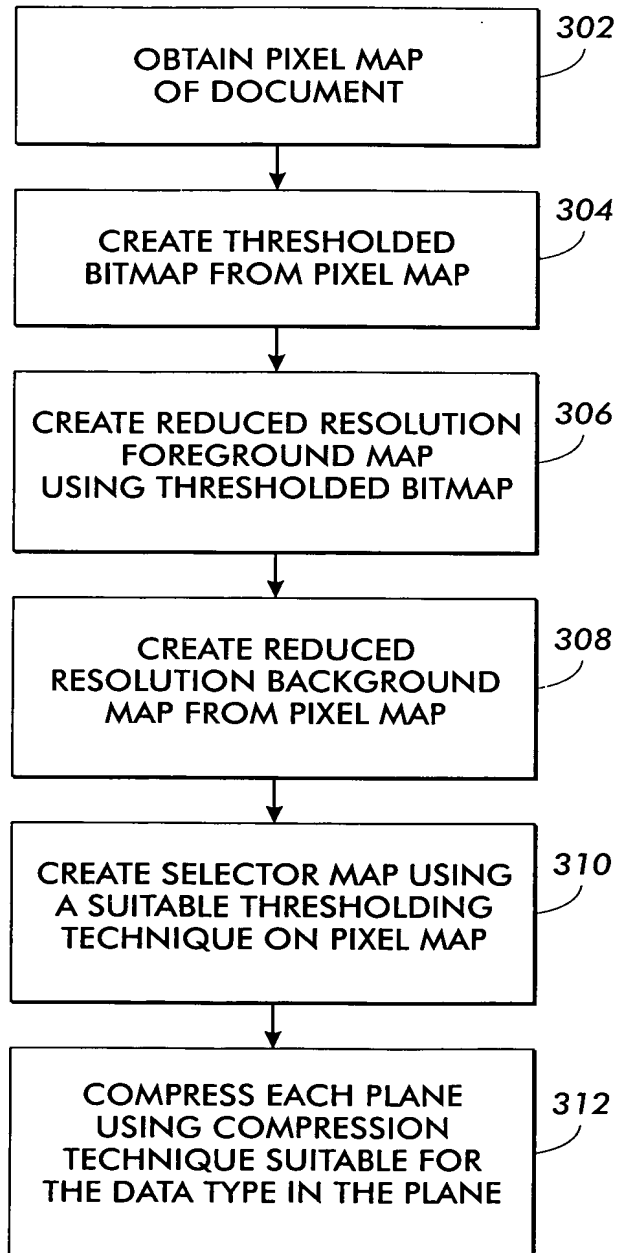 302
OBTAIN PIXEL MAP
OF DOCUMENT
304
CREATE THRESHOLDED
BITMAP FROM PIXEL MAP
306
CREATE REDUCED RESOLUTION
FOREGROUND MAP
USING THRESHOLDED BITMAP
308
CREATE REDUCED
RESOLUTION BACKGROUND
MAP FROM PIXEL MAP
310
CREATE SELECTOR MAP USING
A SUITABLE THRESHOLDING
TECHNIQUE ON PIXEL MAP
312
COMPRESS EACH PLANE
USING COMPRESSION
TECHNIQUE SUITABLE FOR
THE DATA TYPE IN THE PLANE